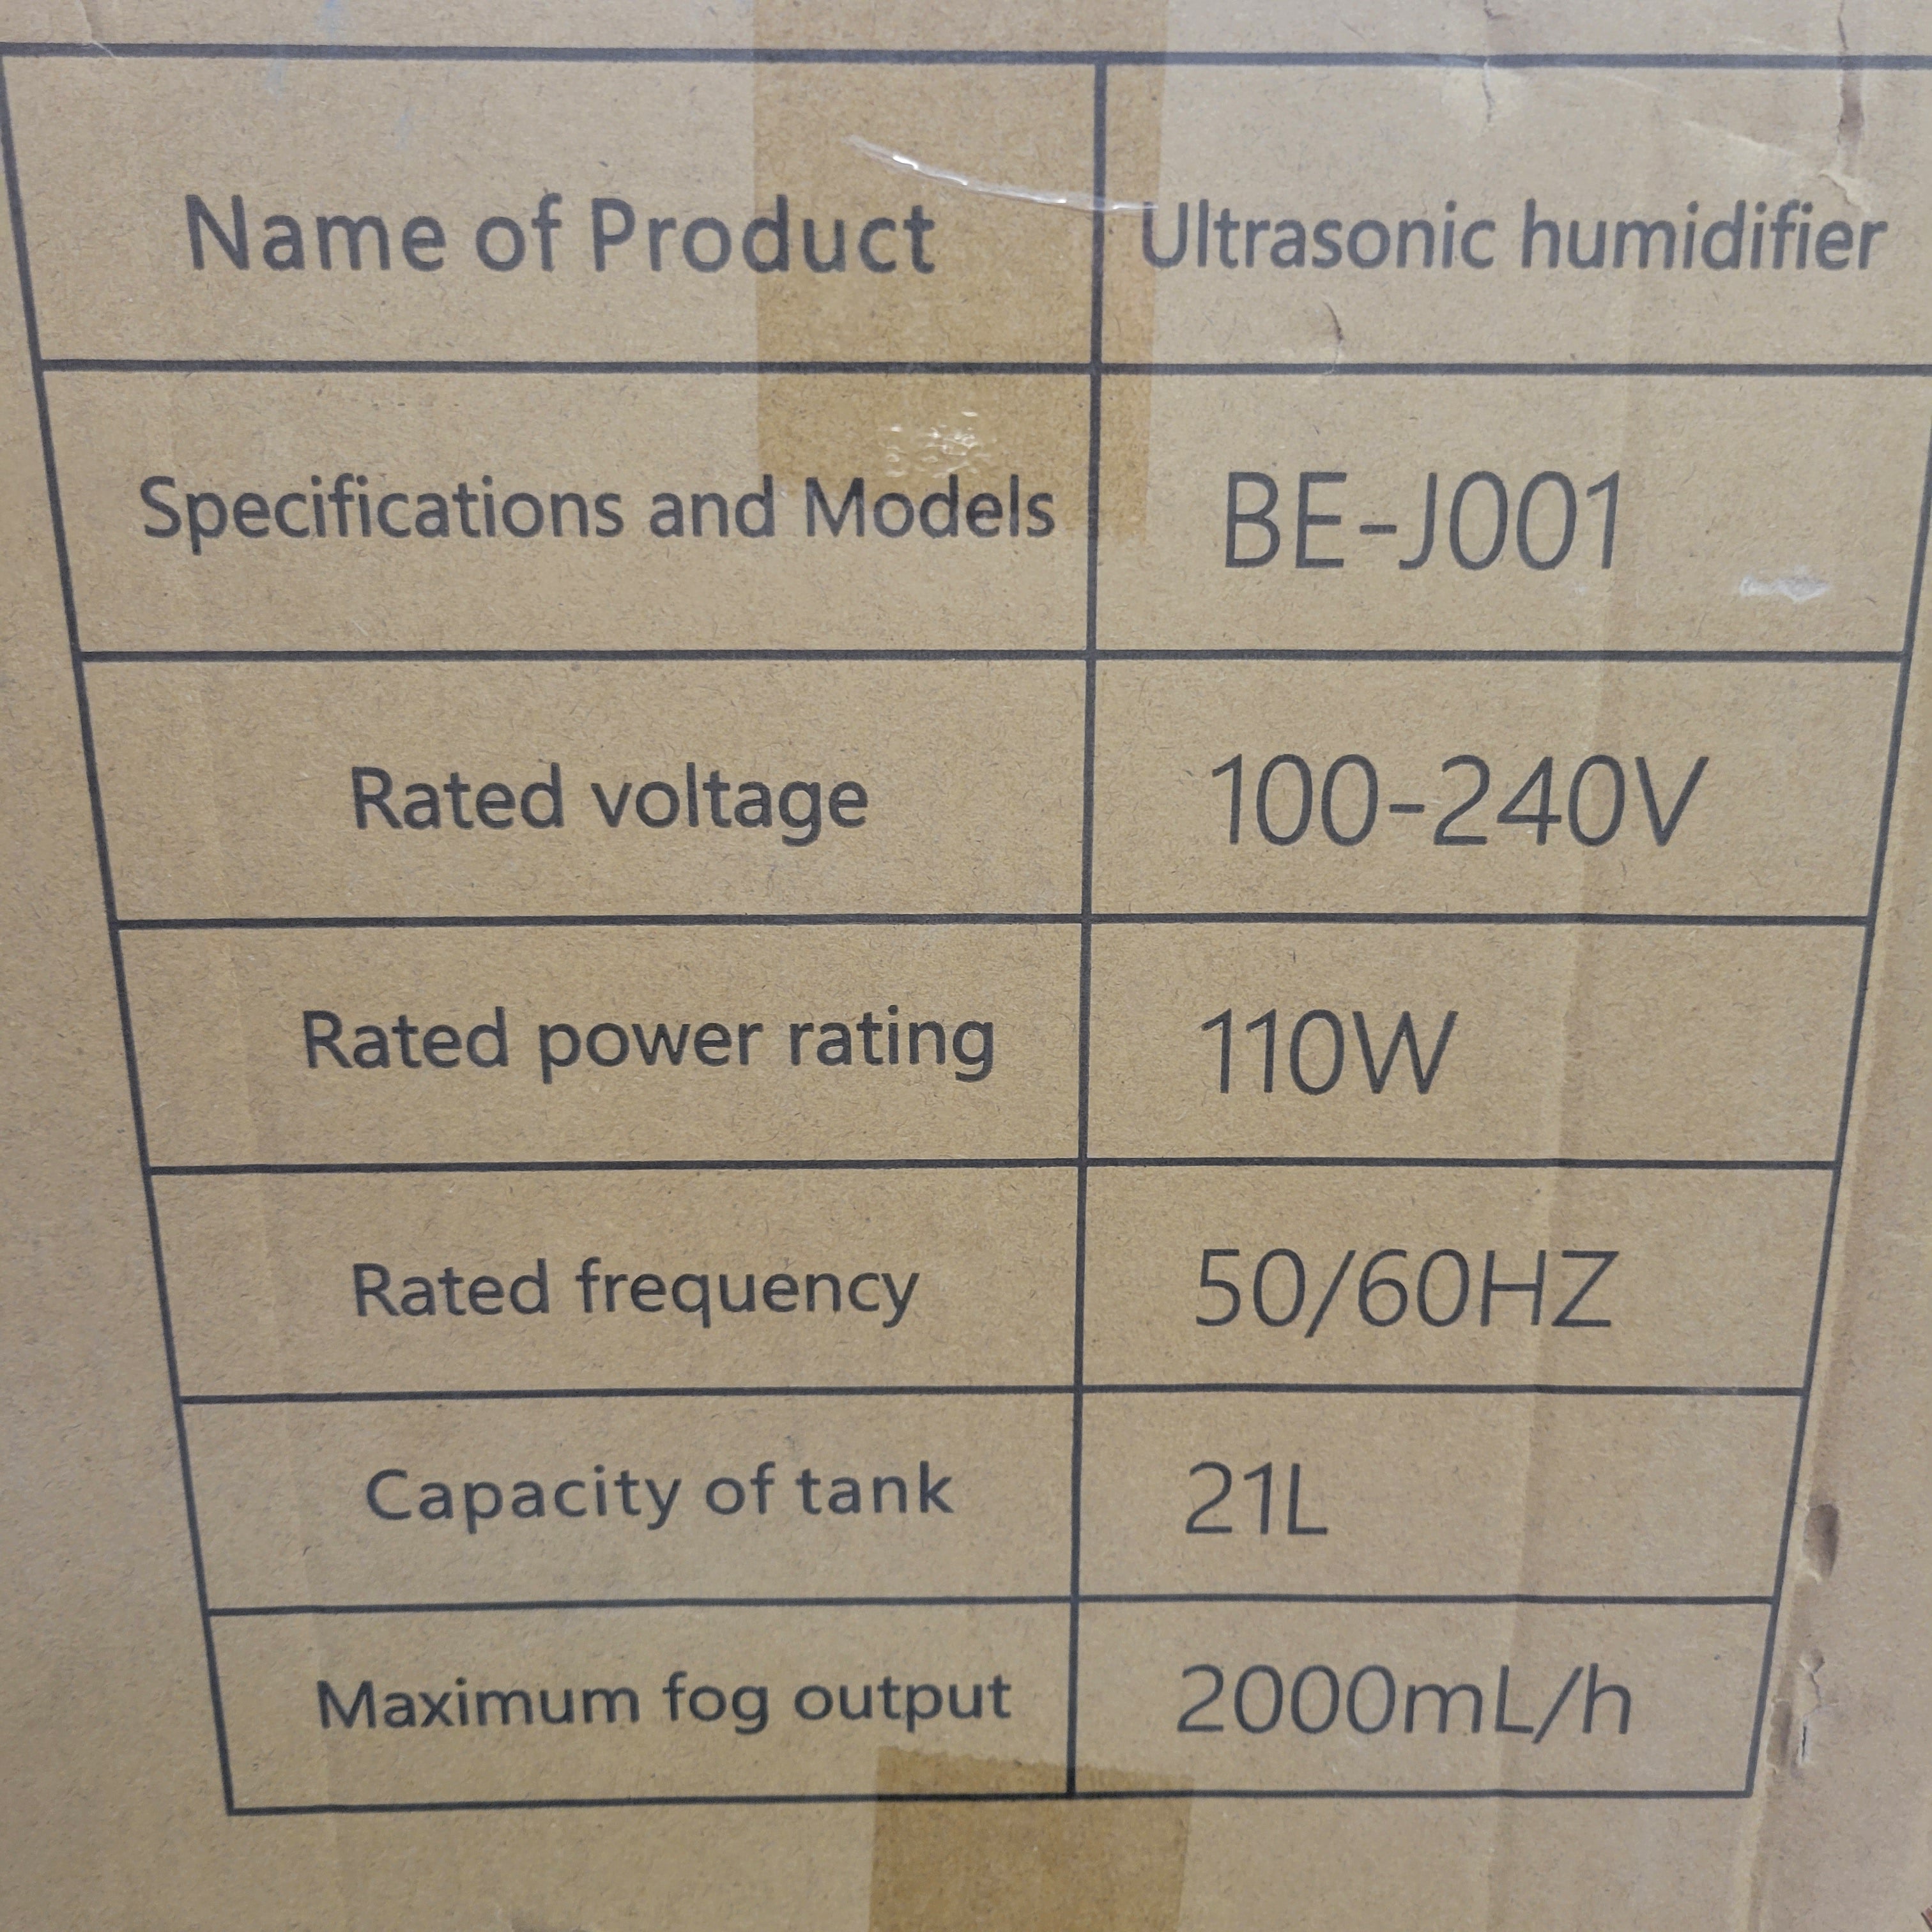 Name of Product Ultrasonic humidifier
Specifications and Models BE-J001
Rated voltage 100-240V
Rated power rating 110W
Rated frequency 50/60HZ
Capacity of tank 21L
Maximum fog output 2000mL/h